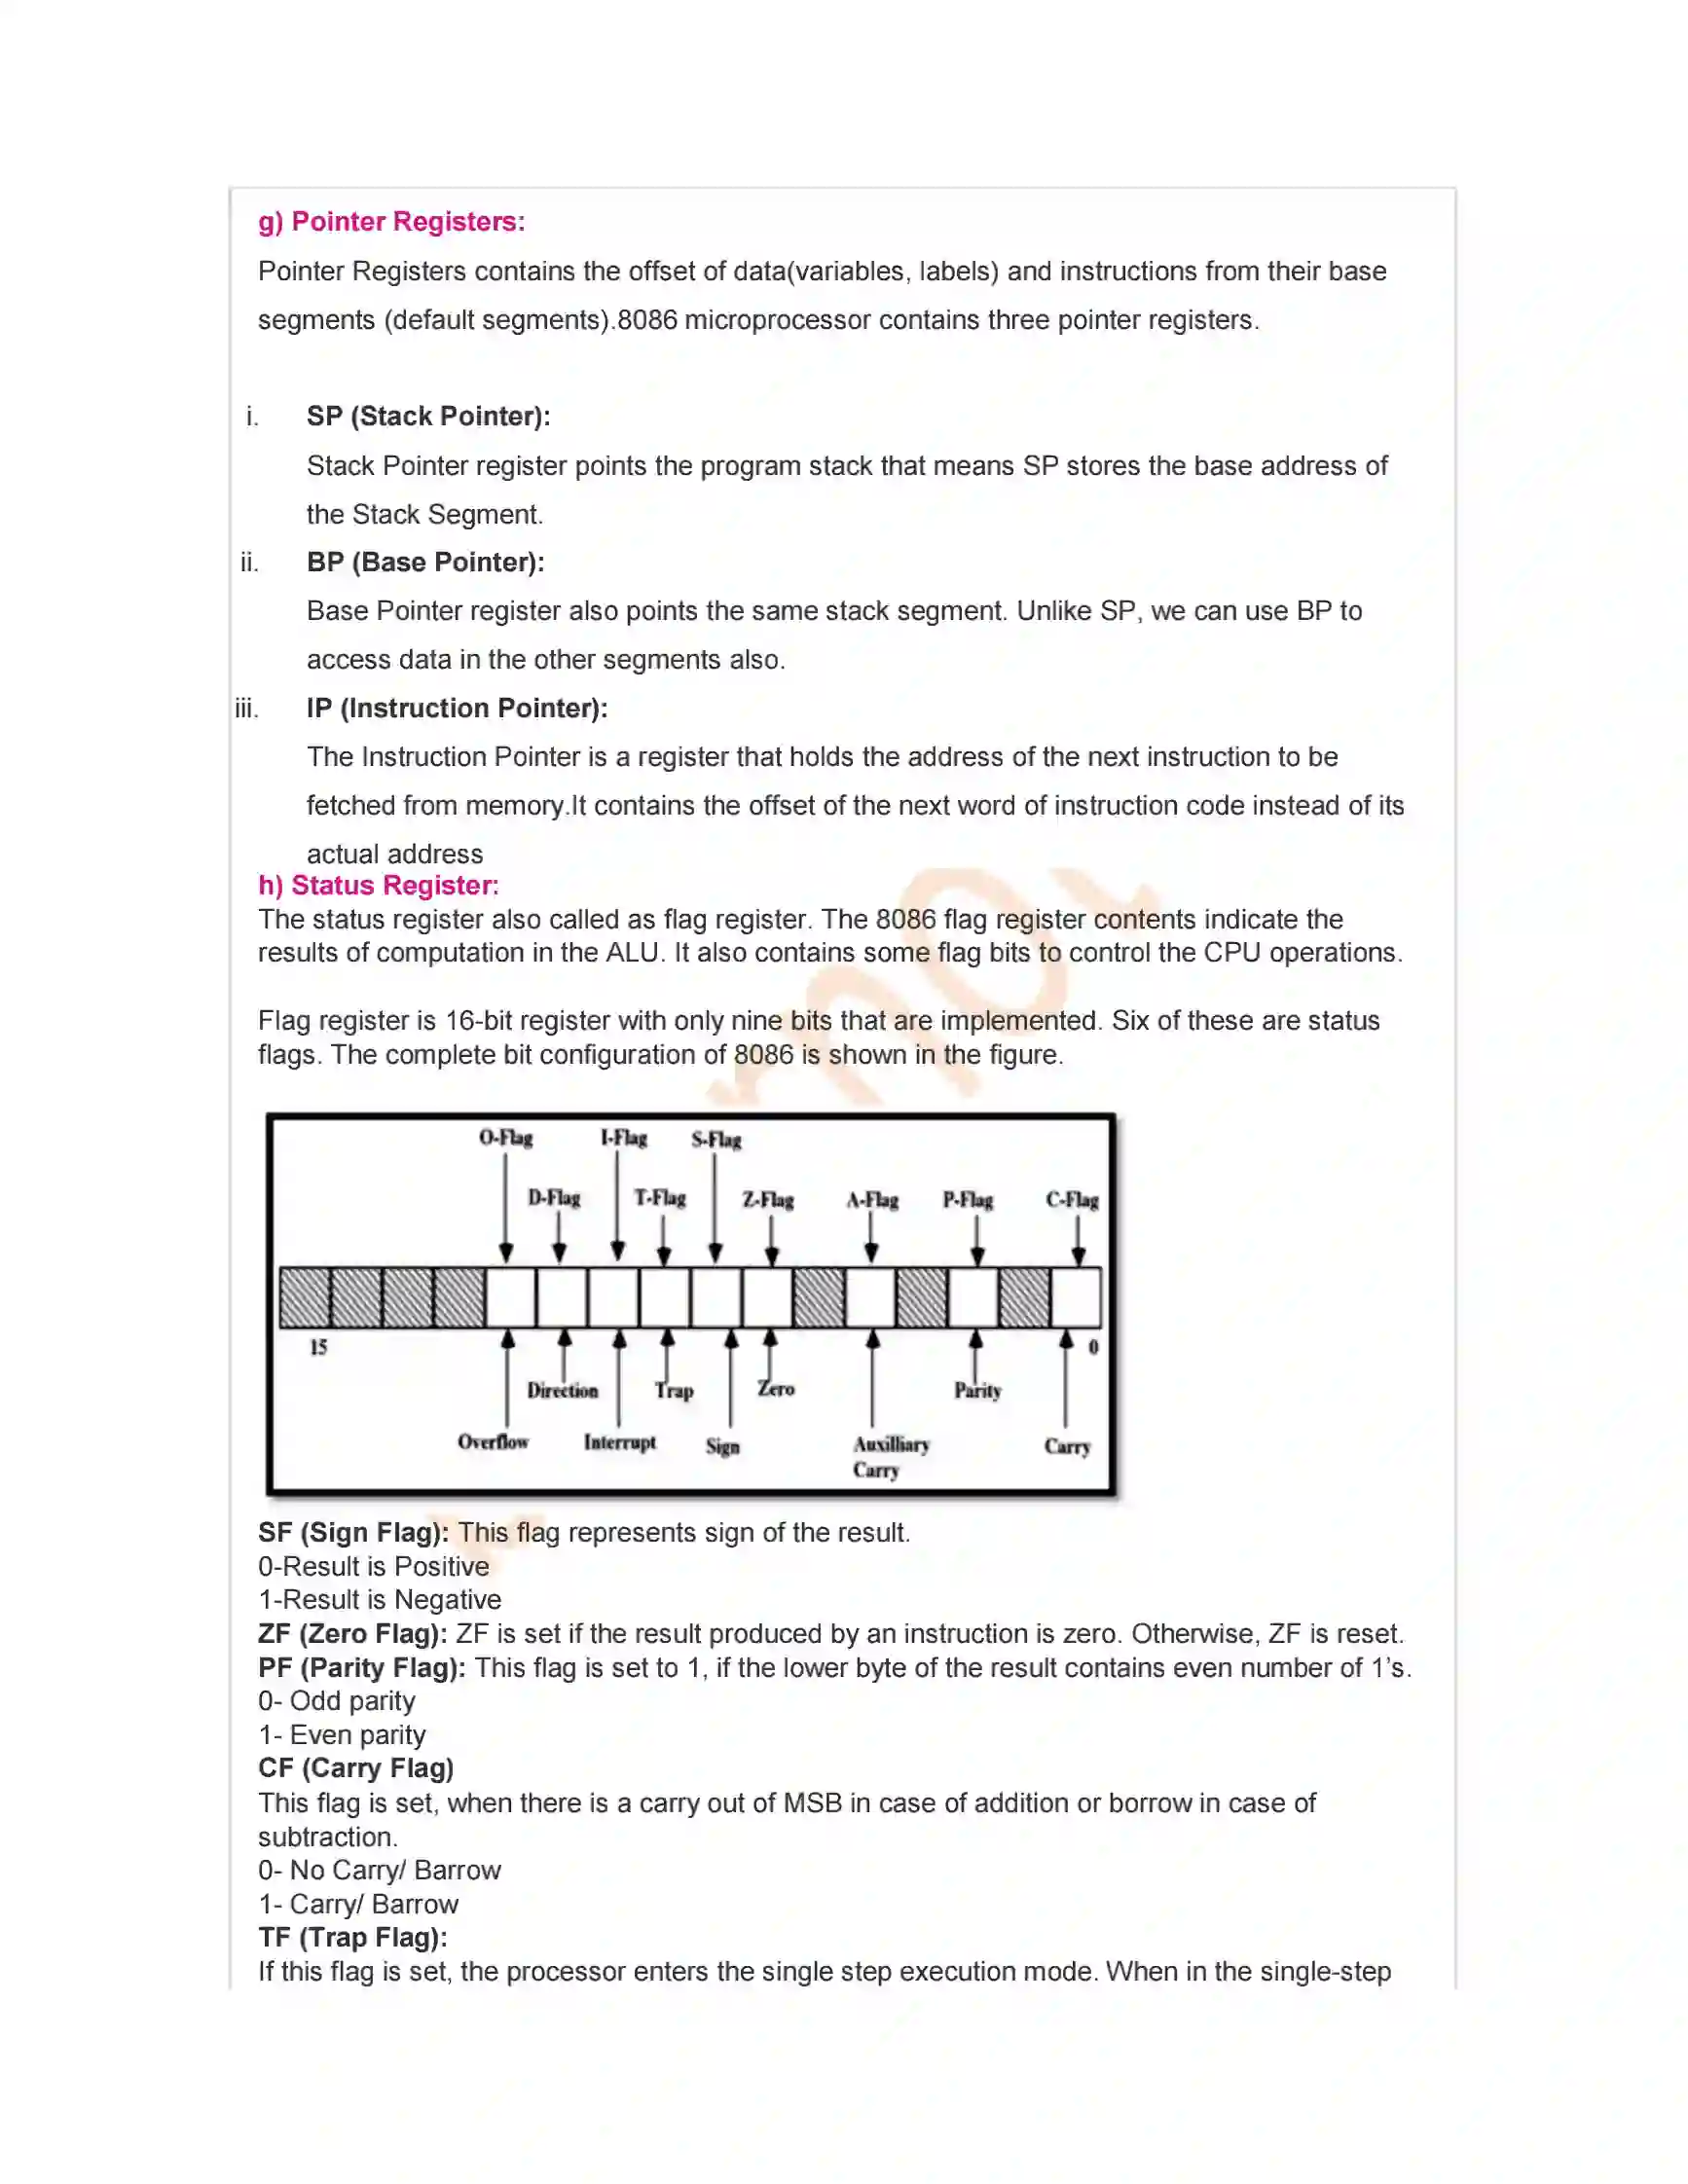 g) Pointer Registers:
Pointer Registers contains the offset of data(variables, labels) and instructions from their base
segments (default segments).8086 microprocessor contains three pointer registers.
i. SP (Stack Pointer):
Stack Pointer register points the program stack that means SP stores the base address of
the Stack Segment.
ii. BP (Base Pointer):
Base Pointer register also points the same stack segment. Unlike SP, we can use BP to
access data in the other segments also.
iii. IP (Instruction Pointer):
The Instruction Pointer is a register that holds the address of the next instruction to be
fetched from memory.It contains the offset of the next word of instruction code instead of its
actual address
h) Status Register:
The status register also called as flag register. The 8086 flag register contents indicate the
results of computation in the ALU. It also contains some flag bits to control the CPU operations.
Flag register is 16-bit register with only nine bits that are implemented. Six of these are status
flags. The complete bit configuration of 8086 is shown in the figure.
O-Flag I-Flag S-Flag
D-Flag T-Flag Z-Flag A-Flag P-Flag C-Flag
15 0
Direction Trap Zero Parity
Overflow Interrupt Sign Auxilliary Carry
Carry
SF (Sign Flag): This flag represents sign of the result.
0-Result is Positive
1-Result is Negative
ZF (Zero Flag): ZF is set if the result produced by an instruction is zero. Otherwise, ZF is reset.
PF (Parity Flag): This flag is set to 1, if the lower byte of the result contains even number of 1’s.
0- Odd parity
1- Even parity
CF (Carry Flag)
This flag is set, when there is a carry out of MSB in case of addition or borrow in case of
subtraction.
0- No Carry/ Barrow
1- Carry/ Barrow
TF (Trap Flag):
If this flag is set, the processor enters the single step execution mode. When in the single-step